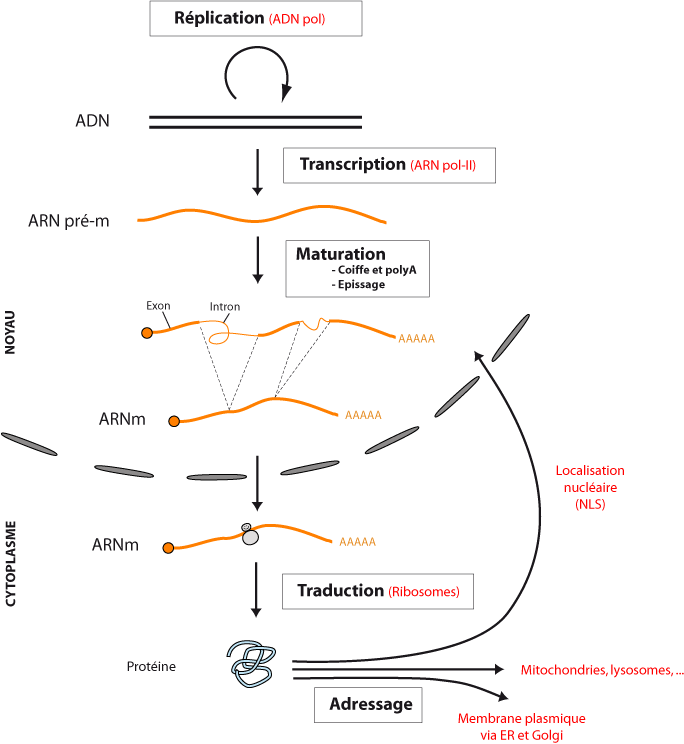 Réplication (ADN pol)
ADN
Transcription (ARN pol-II)
ARN pré-m
Maturation
- Coiffe et polyA
- Epissage
Exon
Intron
AAAAA
NOYAU
ARNm
AAAAA
Localisation
nucléaire
(NLS)
CYTOPLASME
ARNm
AAAAA
Traduction (Ribosomes)
Protéine
Mitochondries, lysosomes, ...
Adressage
Membrane plasmique
via ER et Golgi